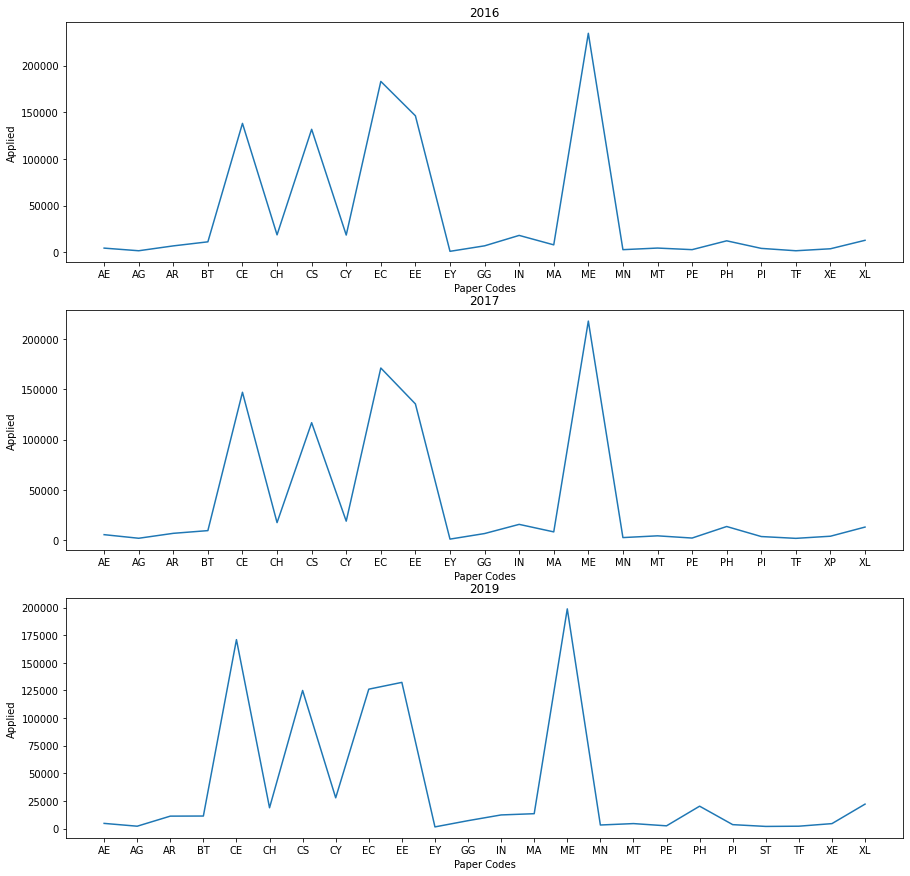 2016
200000
150000
100000
50000
0
Applied
AE AG AR BT CE CH CS CY EC EE EY GG IN MA ME MN MT PE PH PI TF XE XL
Paper Codes
2017
200000
150000
100000
50000
0
Applied
AE AG AR BT CE CH CS CY EC EE EY GG IN MA ME MN MT PE PH PI TF XP XL
Paper Codes
2019
200000
175000
150000
125000
100000
75000
50000
25000
0
Applied
AE AG AR BT CE CH CS CY EC EE EY GG IN MA ME MN MT PE PH PI ST TF XE XL
Paper Codes